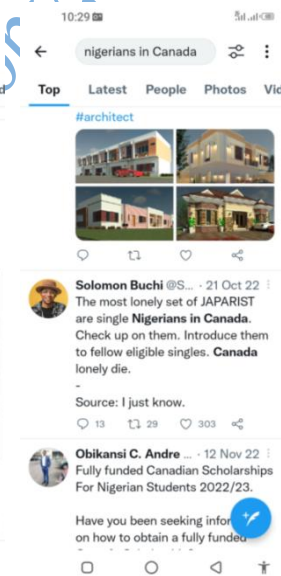 10:29
nigerians in Canada
Top Latest People Photos
#architect
Solomon Buchi @S... · 21 Oct 22
The most lonely set of JAPARIST
are single Nigerians in Canada.
Check up on them. Introduce them
to fellow eligible singles. Canada
lonely die.
-
Source: I just know.
13 29 303
Obikansi C. Andre ... · 12 Nov 22
Fully funded Canadian Scholarships
For Nigerian Students 2022/23.
Have you been seeking infor
on how to obtain a fully funded